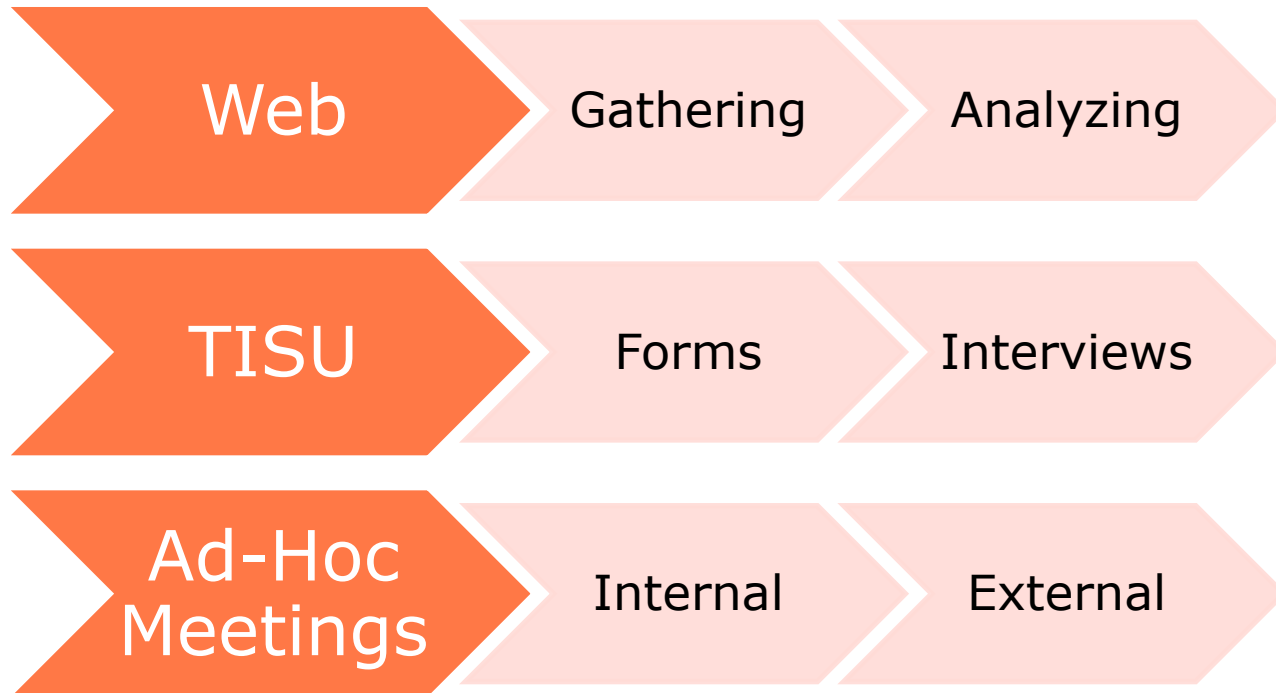 Web
Gathering
Analyzing
TISU
Forms
Interviews
Ad-Hoc
Meetings
Internal
External